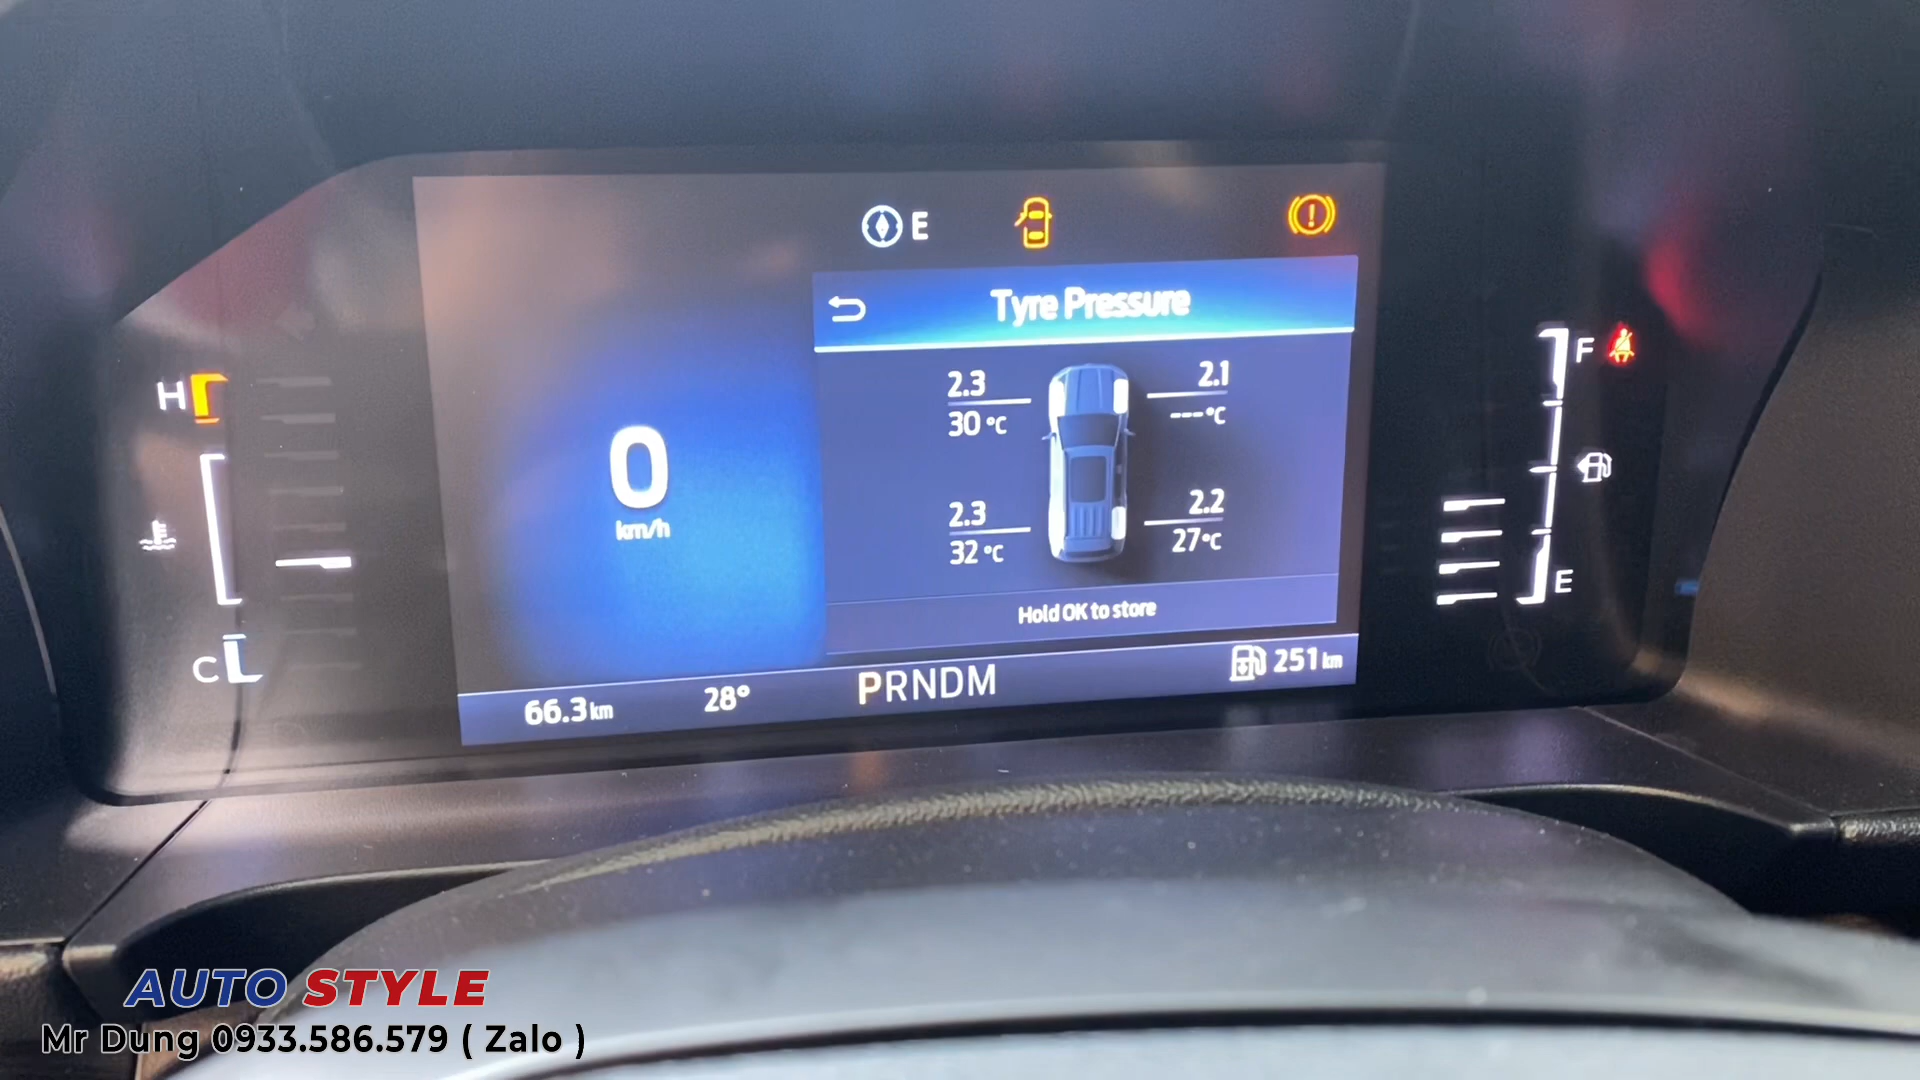 E
Tyre Pressure
2.3
30 °C
2.1
---°C
2.3
32 °C
2.2
27°C
Hold OK to store
0
km/h
66.3 km
28°
PRNDM
251 km
H
C
F
E
AUTO STYLE
Mr Dung 0933.586.579 ( Zalo )